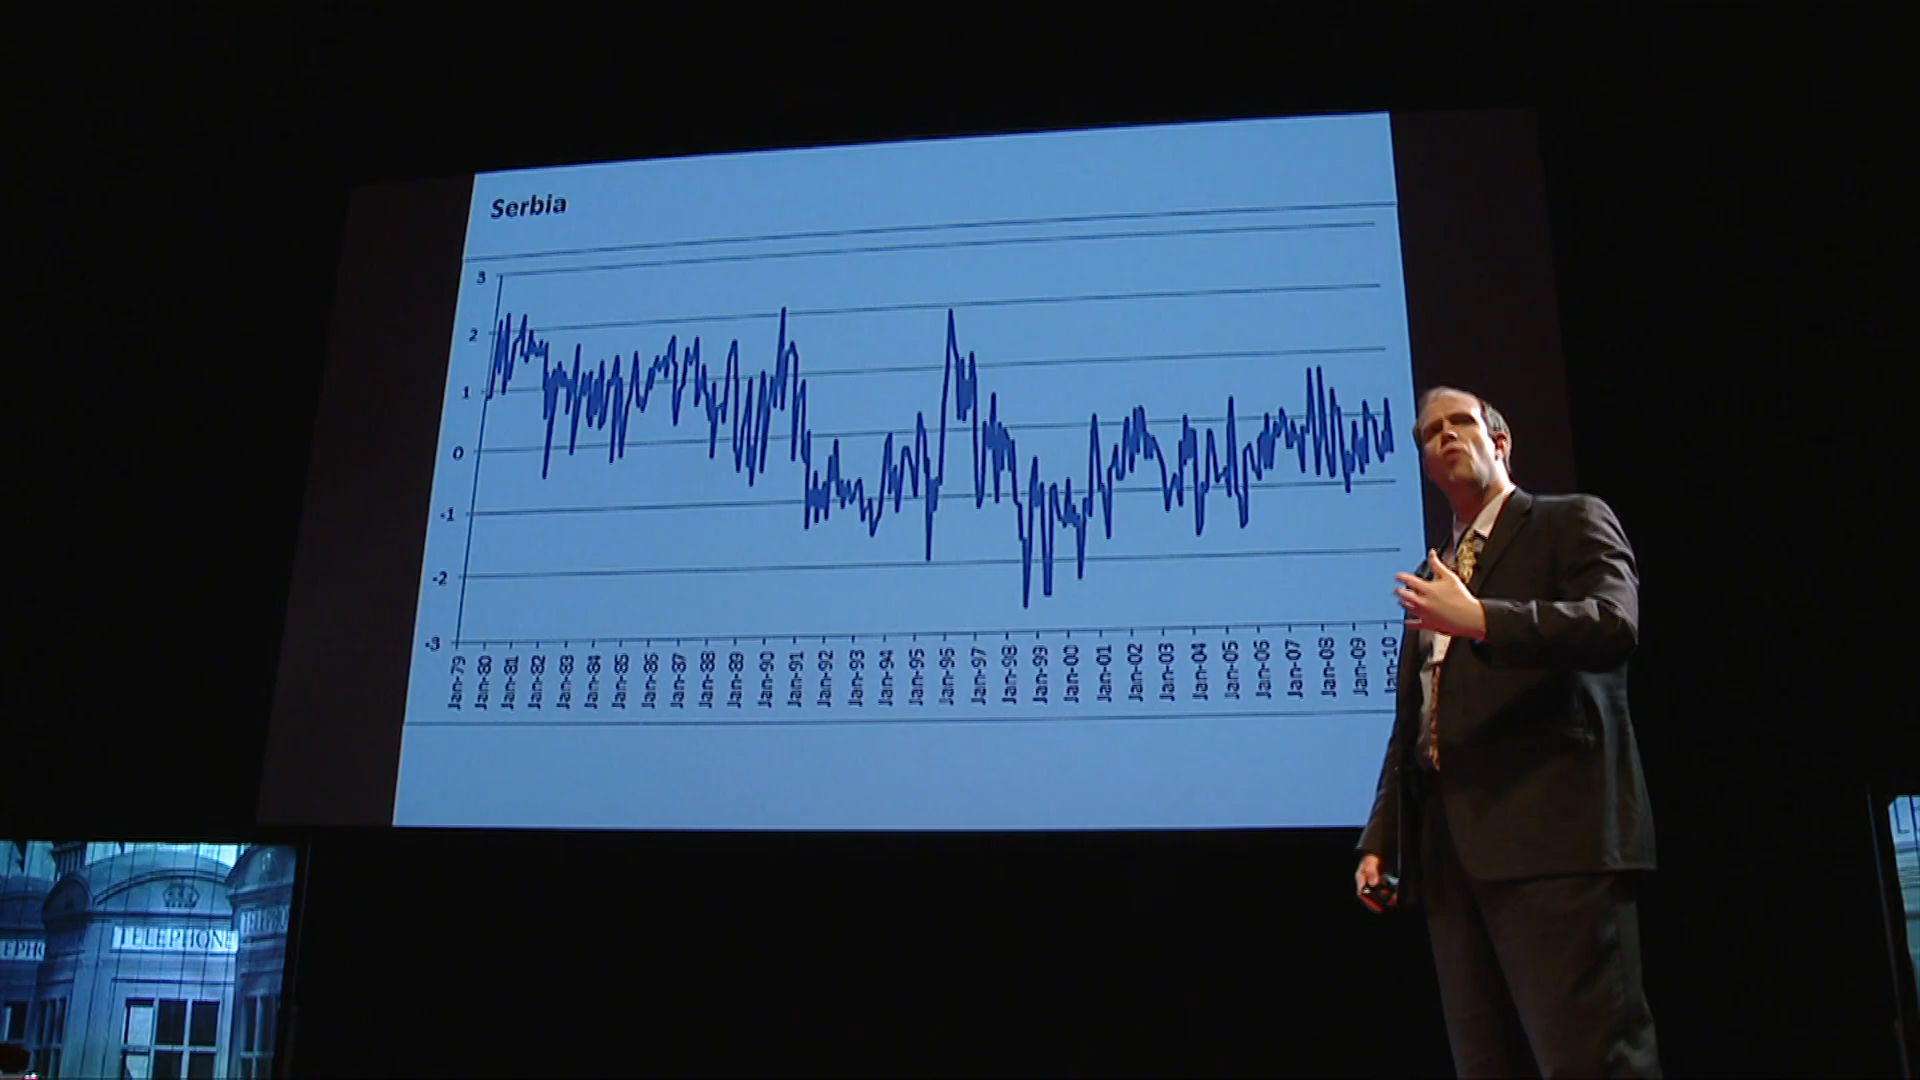 Serbia
3
2
1
0
-1
-2
-3
Jan-79
Jan-80
Jan-81
Jan-82
Jan-83
Jan-84
Jan-85
Jan-86
Jan-87
Jan-88
Jan-89
Jan-90
Jan-91
Jan-92
Jan-93
Jan-94
Jan-95
Jan-96
Jan-97
Jan-98
Jan-99
Jan-00
Jan-01
Jan-02
Jan-03
Jan-04
Jan-05
Jan-06
Jan-07
Jan-08
Jan-09
Jan-10
TELEPHONE